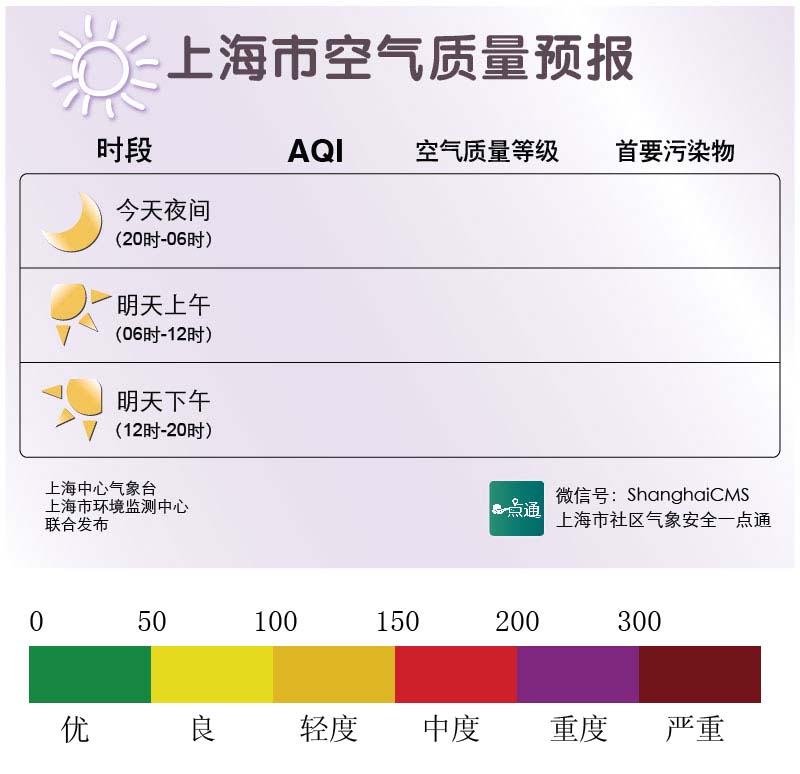 上海市空气质量预报
时段 AQI 空气质量等级 首要污染物
今天夜间
(20时-06时)
明天上午
(06时-12时)
明天下午
(12时-20时)
上海中心气象台
上海市环境监测中心
联合发布
一点通
微信号：ShanghaiCMS
上海市社区气象安全一点通
0 50 100 150 200 300
优 良 轻度 中度 重度 严重